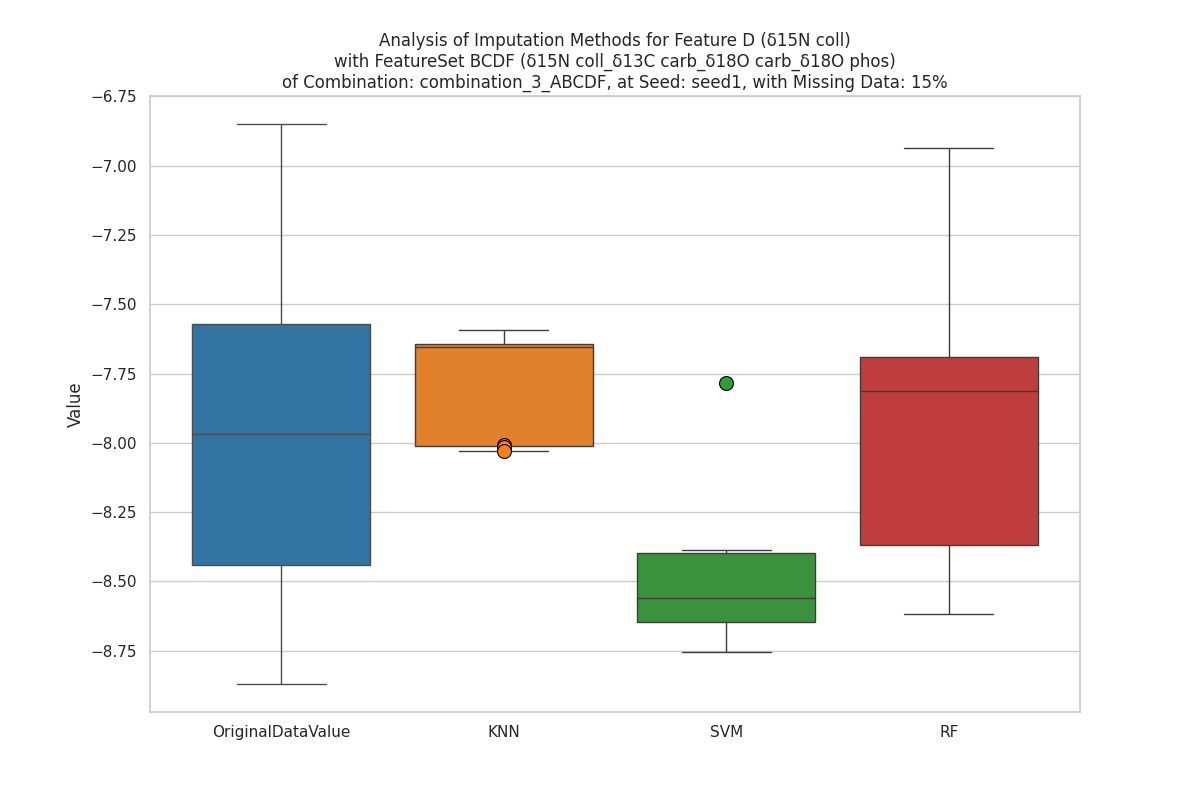 Analysis of Imputation Methods for Feature D (δ15N coll)
with FeatureSet BCDF (δ15N coll_δ13C carb_δ18O carb_δ18O phos)
of Combination: combination_3_ABCDF, at Seed: seed1, with Missing Data: 15%
−6.75
−7.00
−7.25
−7.50
−7.75
−8.00
−8.25
−8.50
−8.75
Value
OriginalDataValue
KNN
SVM
RF